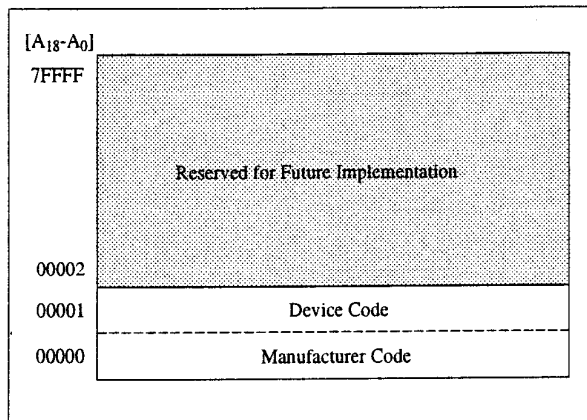 [A18-A0]
7FFFF
Reserved for Future Implementation
00002
00001 Device Code
00000 Manufacturer Code